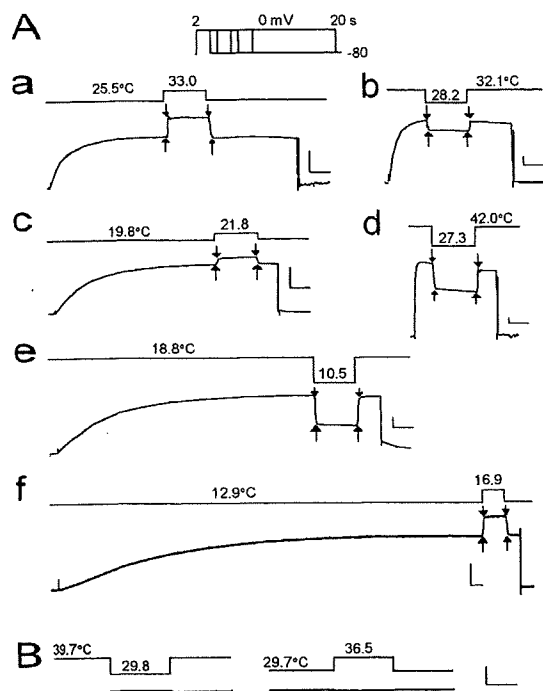 A
2 0 mV 20 s
-80
a
25.5°C 33.0
b
28.2 32.1°C
c
19.8°C 21.8
d
27.3 42.0°C
e
18.8°C 10.5
f
12.9°C 16.9
B
39.7°C 29.8
29.7°C 36.5